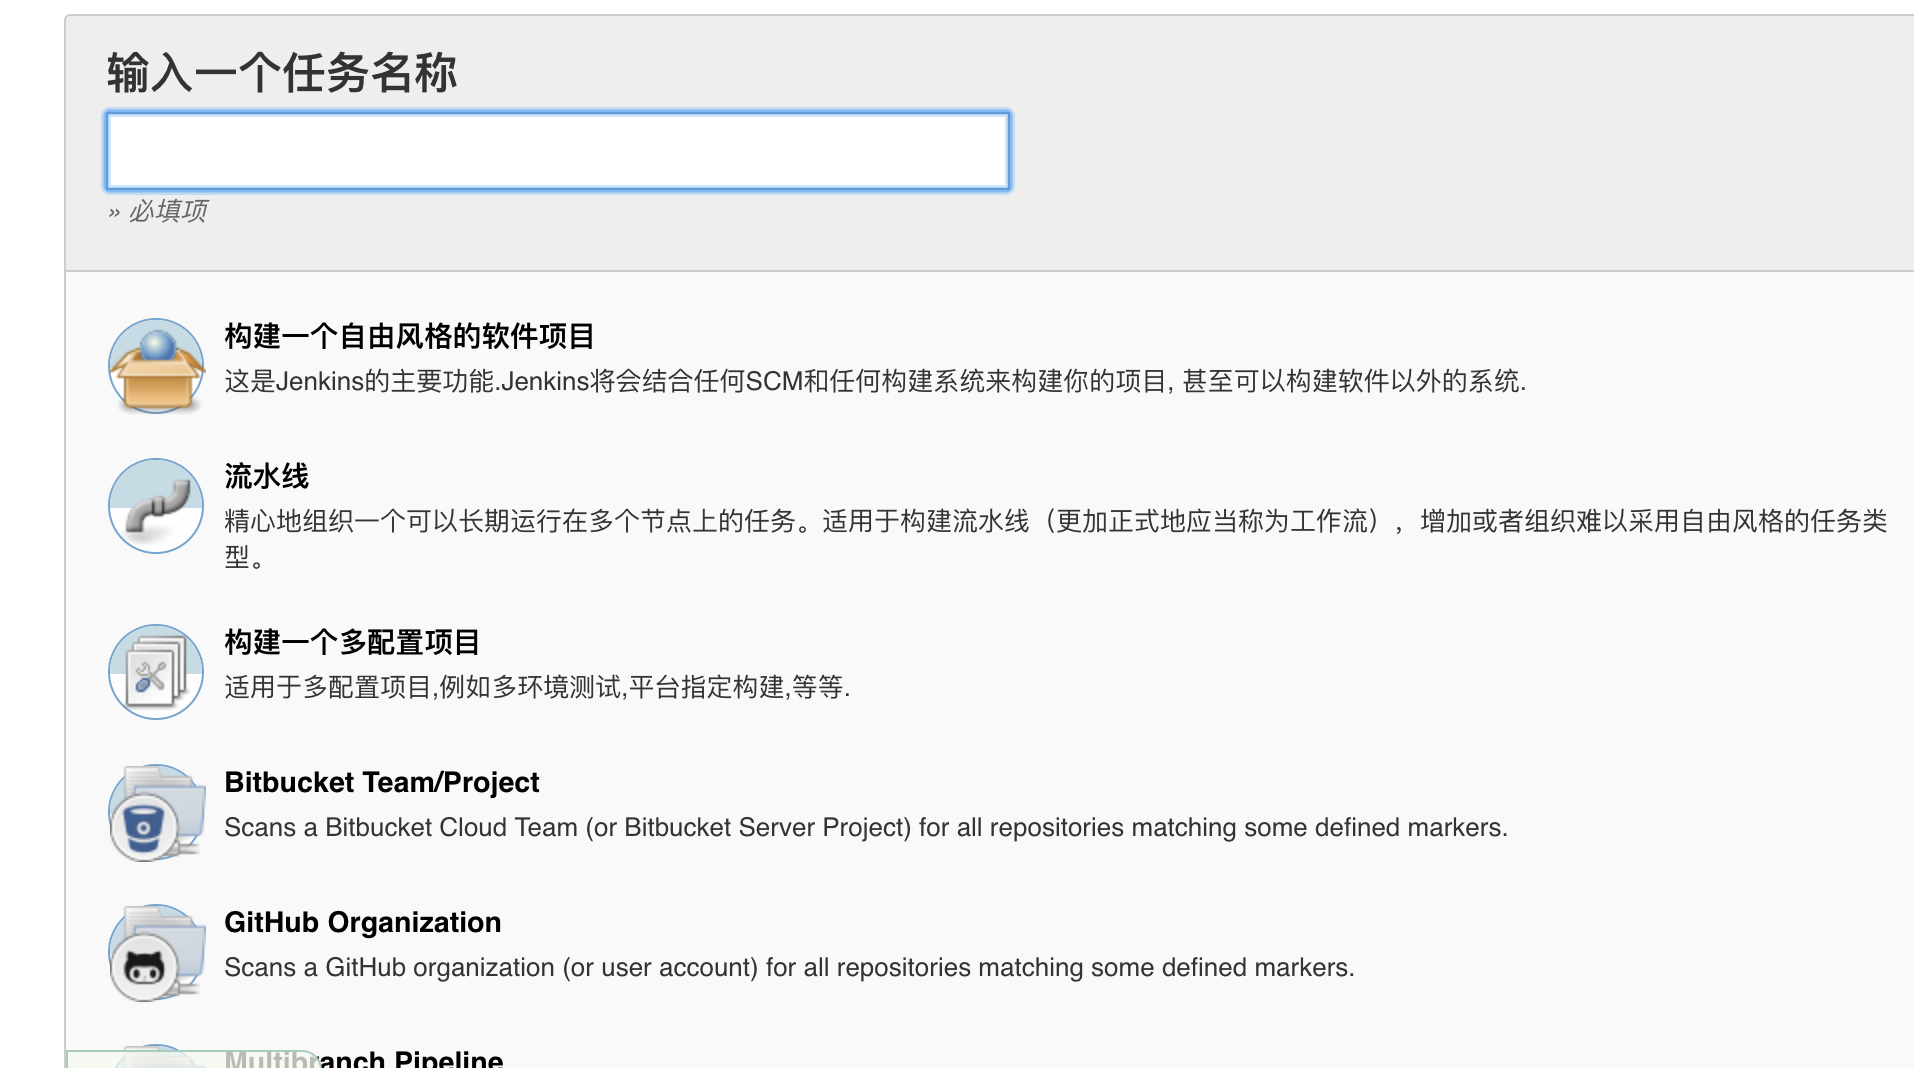 输入一个任务名称
» 必填项
构建一个自由风格的软件项目
这是Jenkins的主要功能.Jenkins将会结合任何SCM和任何构建系统来构建你的项目, 甚至可以构建软件以外的系统.
流水线
精心地组织一个可以长期运行在多个节点上的任务。适用于构建流水线（更加正式地应当称为工作流），增加或者组织难以采用自由风格的任务类
型。
构建一个多配置项目
适用于多配置项目,例如多环境测试,平台指定构建,等等.
Bitbucket Team/Project
Scans a Bitbucket Cloud Team (or Bitbucket Server Project) for all repositories matching some defined markers.
GitHub Organization
Scans a GitHub organization (or user account) for all repositories matching some defined markers.
Multibranch Pipeline